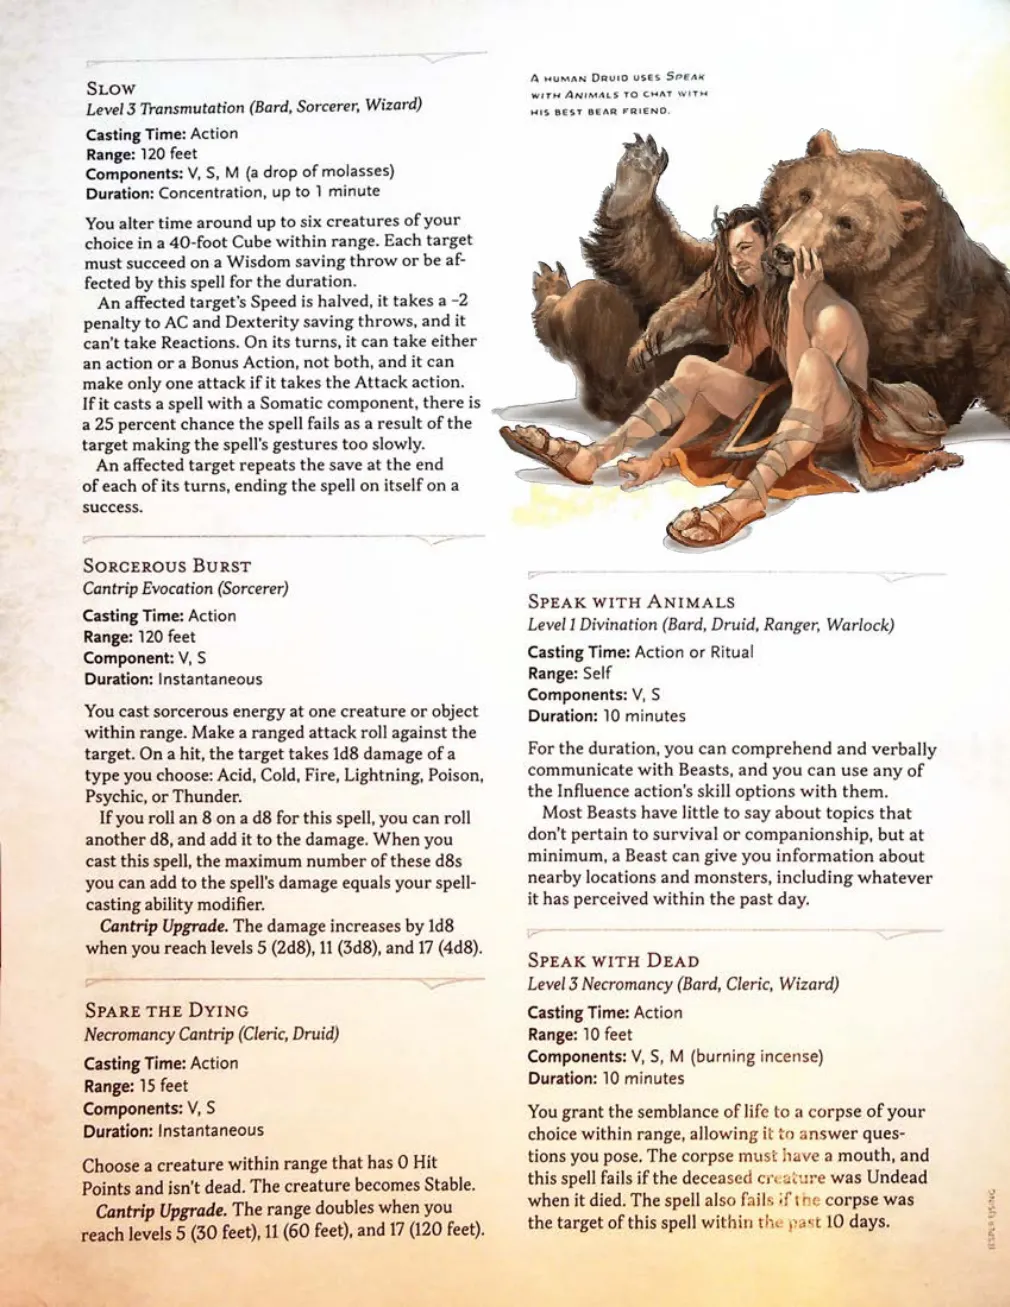 SLOW
Level 3 Transmutation (Bard, Sorcerer, Wizard)
Casting Time: Action
Range: 120 feet
Components: V, S, M (a drop of molasses)
Duration: Concentration, up to 1 minute
You alter time around up to six creatures of your
choice in a 40-foot Cube within range. Each target
must succeed on a Wisdom saving throw or be af-
fected by this spell for the duration.
An affected target's Speed is halved, it takes a −2
penalty to AC and Dexterity saving throws, and it
can't take Reactions. On its turns, it can take either
an action or a Bonus Action, not both, and it can
make only one attack if it takes the Attack action.
If it casts a spell with a Somatic component, there is
a 25 percent chance the spell fails as a result of the
target making the spell's gestures too slowly.
An affected target repeats the save at the end
of each of its turns, ending the spell on itself on a
success.
SORCEROUS BURST
Cantrip Evocation (Sorcerer)
Casting Time: Action
Range: 120 feet
Component: V, S
Duration: Instantaneous
You cast sorcerous energy at one creature or object
within range. Make a ranged attack roll against the
target. On a hit, the target takes 1d8 damage of a
type you choose: Acid, Cold, Fire, Lightning, Poison,
Psychic, or Thunder.
If you roll an 8 on a d8 for this spell, you can roll
another d8, and add it to the damage. When you
cast this spell, the maximum number of these d8s
you can add to the spell's damage equals your spell-
casting ability modifier.
Cantrip Upgrade. The damage increases by 1d8
when you reach levels 5 (2d8), 11 (3d8), and 17 (4d8).
SPARE THE DYING
Necromancy Cantrip (Cleric, Druid)
Casting Time: Action
Range: 15 feet
Components: V, S
Duration: Instantaneous
Choose a creature within range that has 0 Hit
Points and isn't dead. The creature becomes Stable.
Cantrip Upgrade. The range doubles when you
reach levels 5 (30 feet), 11 (60 feet), and 17 (120 feet).
A HUMAN DRUID USES SPEAK
WITH ANIMALS TO CHAT WITH
HIS BEST BEAR FRIEND.
SPEAK WITH ANIMALS
Level 1 Divination (Bard, Druid, Ranger, Warlock)
Casting Time: Action or Ritual
Range: Self
Components: V, S
Duration: 10 minutes
For the duration, you can comprehend and verbally
communicate with Beasts, and you can use any of
the Influence action's skill options with them.
Most Beasts have little to say about topics that
don't pertain to survival or companionship, but at
minimum, a Beast can give you information about
nearby locations and monsters, including whatever
it has perceived within the past day.
SPEAK WITH DEAD
Level 3 Necromancy (Bard, Cleric, Wizard)
Casting Time: Action
Range: 10 feet
Components: V, S, M (burning incense)
Duration: 10 minutes
You grant the semblance of life to a corpse of your
choice within range, allowing it to answer ques-
tions you pose. The corpse must have a mouth, and
this spell fails if the deceased creature was Undead
when it died. The spell also fails if the corpse was
the target of this spell within the past 10 days.
JESPER EJSING